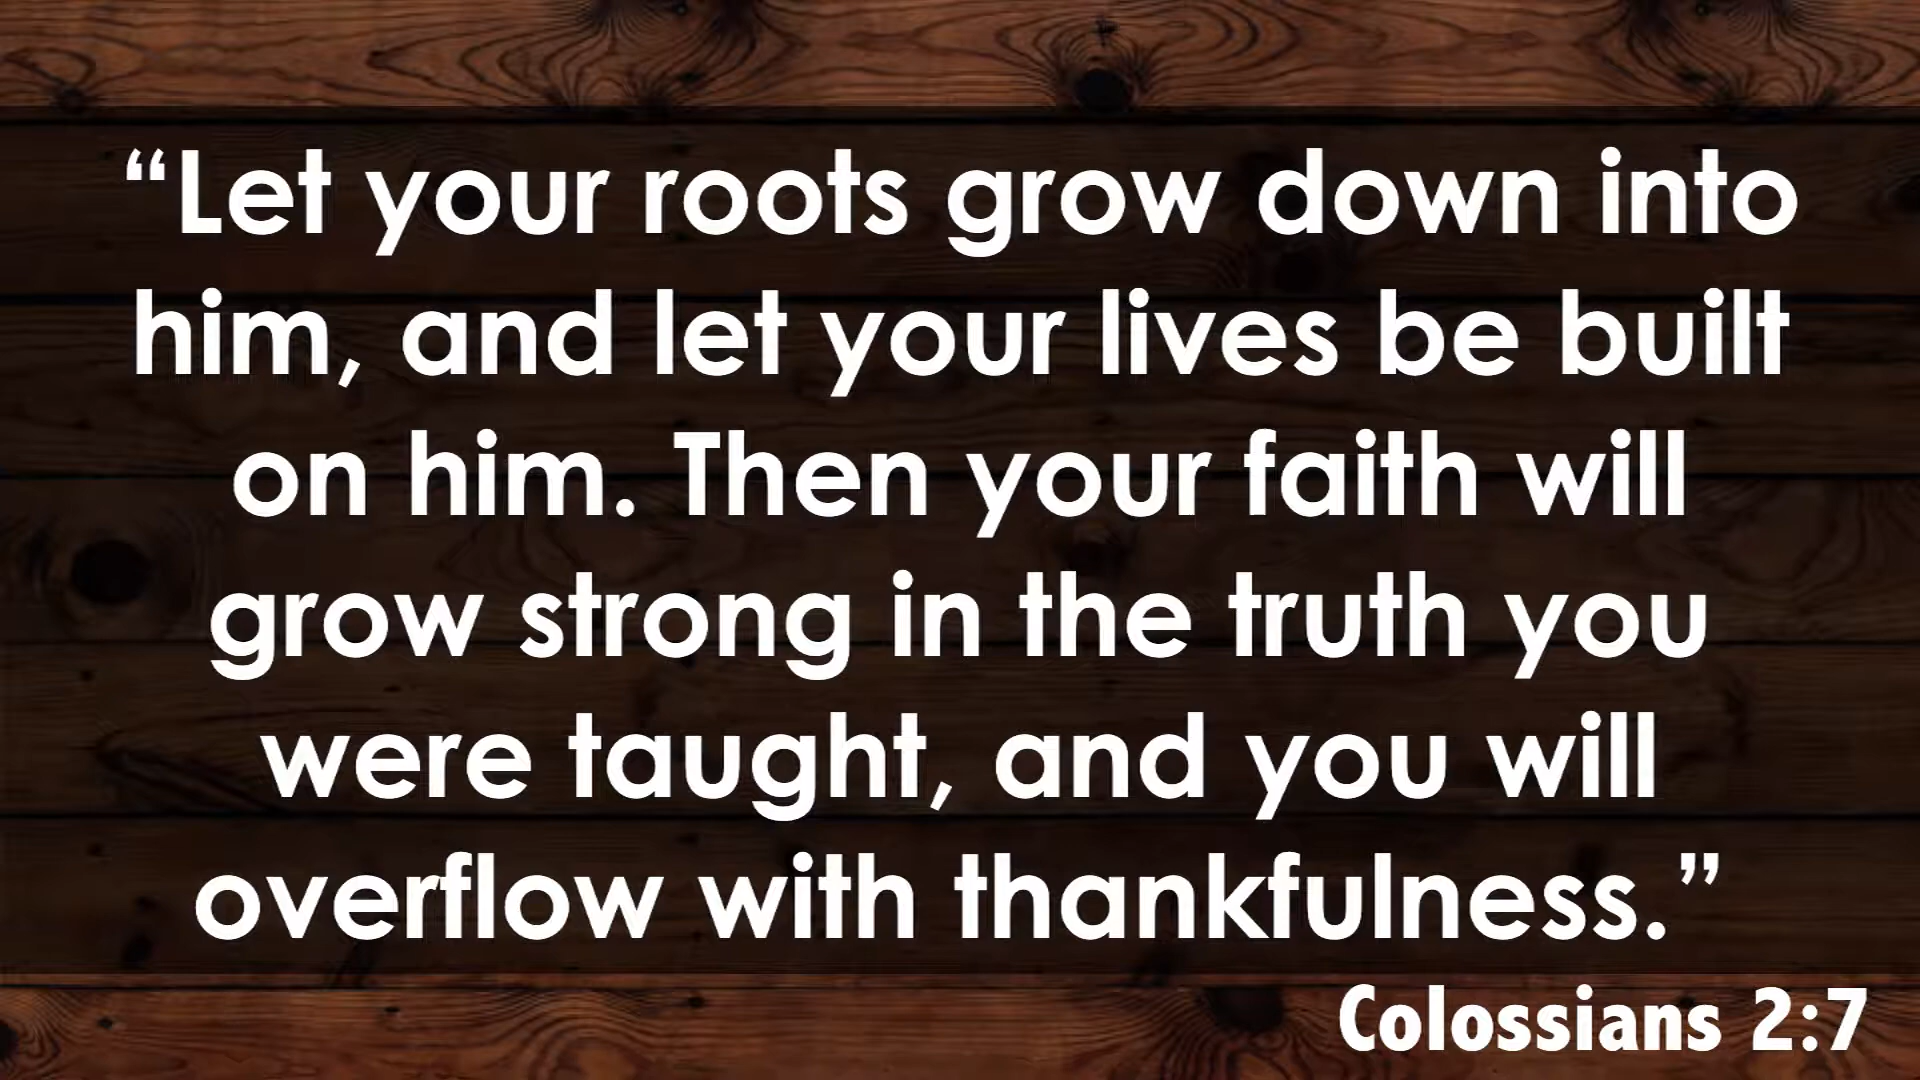 “Let your roots grow down into
him, and let your lives be built
on him. Then your faith will
grow strong in the truth you
were taught, and you will
overflow with thankfulness.”
Colossians 2:7